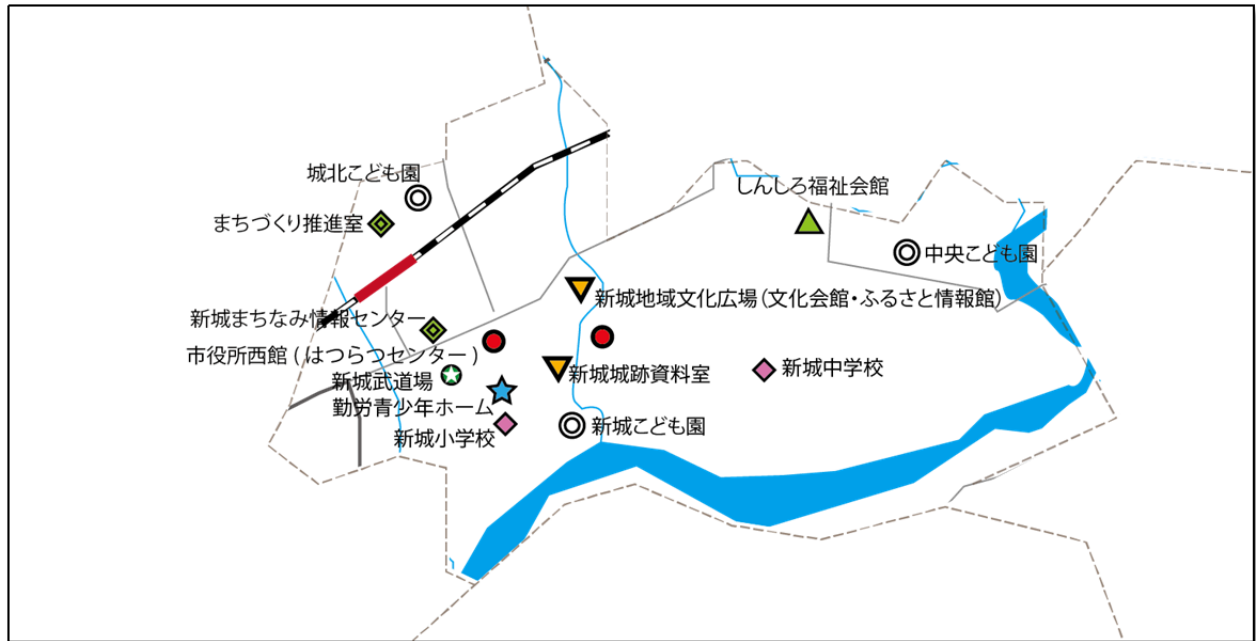 城北こども園
しんしろ福祉会館
まちづくり推進室
中央こども園
新城地域文化広場(文化会館・ふるさと情報館)
新城まちなみ情報センター
市役所西館(はつらつセンター)
新城武道場
新城城跡資料室
新城中学校
勤労青少年ホーム
新城こども園
新城小学校